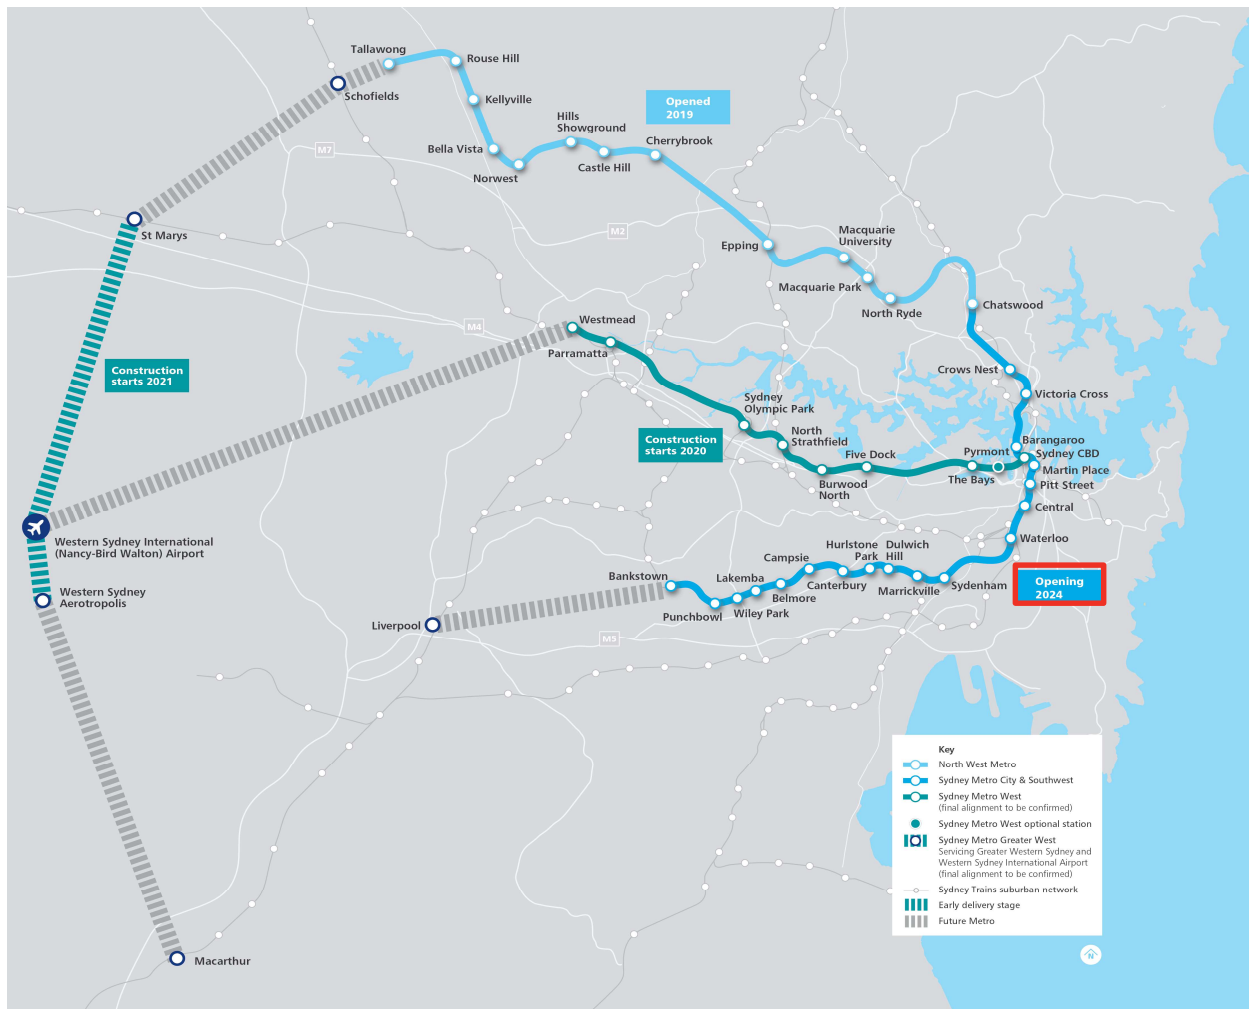 Tallawong
Rouse Hill
Schofields
Kellyville
Opened
2019
Hills
Showground
Cherrybrook
Bella Vista
M7
Castle Hill
Norwest
St Marys
M2
Macquarie
University
Epping
Macquarie Park
North Ryde
Chatswood
Westmead
M4
Parramatta
Construction
starts 2021
Crows Nest
Victoria Cross
Sydney
Olympic Park
North
Strathfield
Construction
starts 2020
Barangaroo
Pyrmont
Sydney CBD
Five Dock
Martin Place
The Bays
Pitt Street
Burwood
North
Central
Western Sydney International
(Nancy-Bird Walton) Airport
Waterloo
Hurlstone
Park
Dulwich
Hill
Campsie
Bankstown
Lakemba
Canterbury
Marrickville
Sydenham
Opening
2024
Western Sydney
Aerotropolis
Belmore
Punchbowl
Wiley Park
Liverpool
M5
Key
North West Metro
Sydney Metro City & Southwest
Sydney Metro West
(final alignment to be confirmed)
Sydney Metro West optional station
Sydney Metro Greater West
Servicing Greater Western Sydney and
Western Sydney International Airport
(final alignment to be confirmed)
Sydney Trains suburban network
Early delivery stage
Future Metro
N
Macarthur